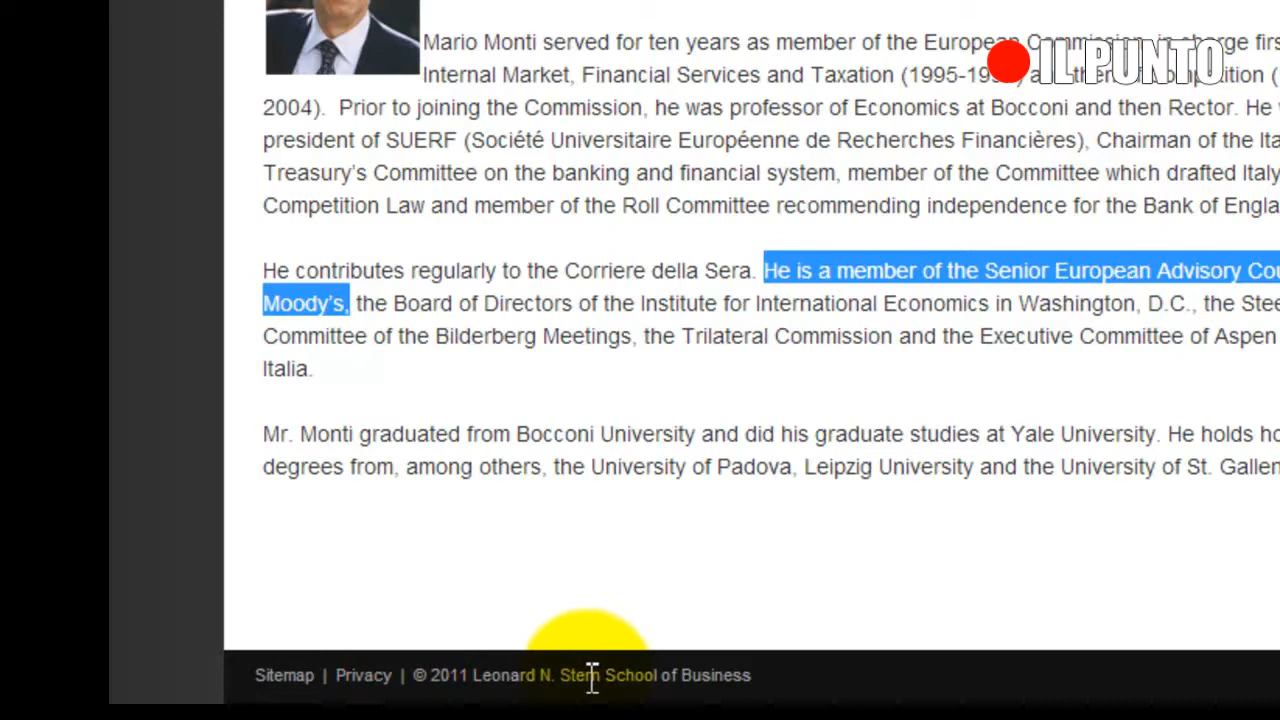 IL PUNTO
Mario Monti served for ten years as member of the European Commission, in charge firs
Internal Market, Financial Services and Taxation (1995-199
2004). Prior to joining the Commission, he was professor of Economics at Bocconi and then Rector. He
president of SUERF (Société Universitaire Européenne de Recherches Financières), Chairman of the Ita
Treasury’s Committee on the banking and financial system, member of the Committee which drafted Italy
Competition Law and member of the Roll Committee recommending independence for the Bank of Engla
He contributes regularly to the Corriere della Sera. He is a member of the Senior European Advisory Cou
Moody’s, the Board of Directors of the Institute for International Economics in Washington, D.C., the Stee
Committee of the Bilderberg Meetings, the Trilateral Commission and the Executive Committee of Aspen
Italia.
Mr. Monti graduated from Bocconi University and did his graduate studies at Yale University. He holds ho
degrees from, among others, the University of Padova, Leipzig University and the University of St. Gallen
Sitemap | Privacy | © 2011 Leonard N. Stern School of Business